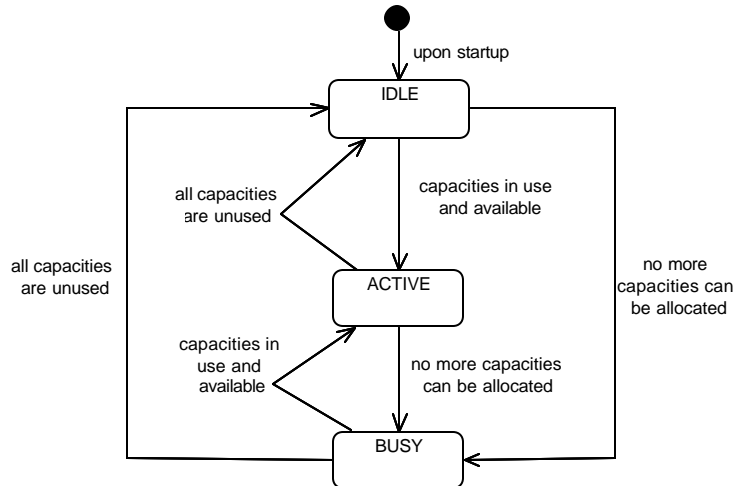 upon startup
IDLE
all capacities
are unused
capacities in use
and available
all capacities
are unused
no more
capacities can
be allocated
ACTIVE
capacities in
use and
available
no more capacities
can be allocated
BUSY